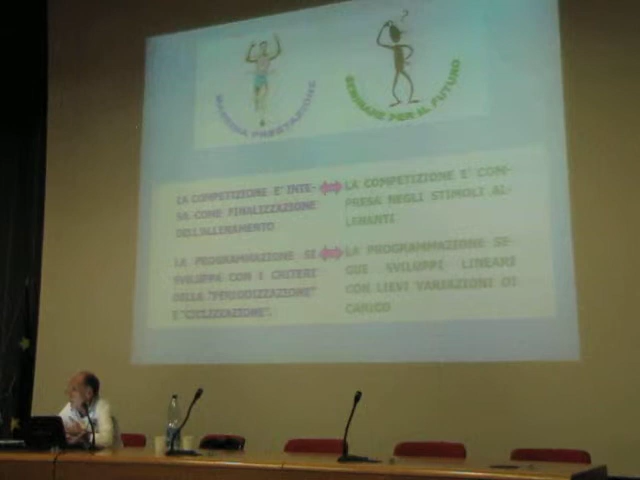 MASSIMA PRESTAZIONE
SEMINARE PER IL FUTURO
LA COMPETIZIONE E' INTE-
SA COME FINALIZZAZIONE
DELL'ALLENAMENTO
LA COMPETIZIONE E' COM-
PRESA NEGLI STIMOLI AL-
LENANTI
LA PROGRAMMAZIONE SI
SVILUPPA CON I CRITERI
DELLA "PERIODIZZAZIONE"
E "CICLIZZAZIONE".
LA PROGRAMMAZIONE SE-
GUE SVILUPPI LINEARI
CON LIEVI VARIAZIONI DI
CARICO